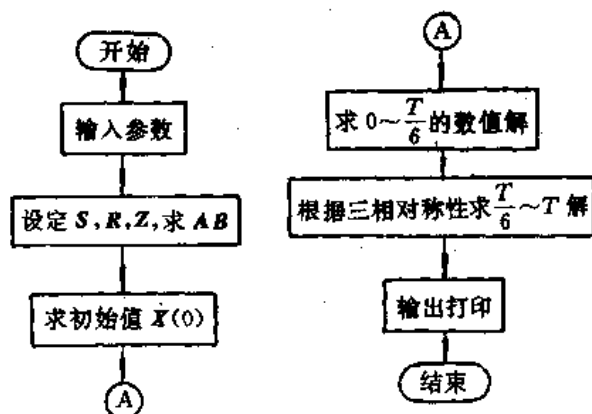 开始
输入参数
设定 S,R,Z,求 AB
求初始值 X(0)
A
A
求 0~T/6 的数值解
根据三相对称性求 T/6~T 解
输出打印
结束